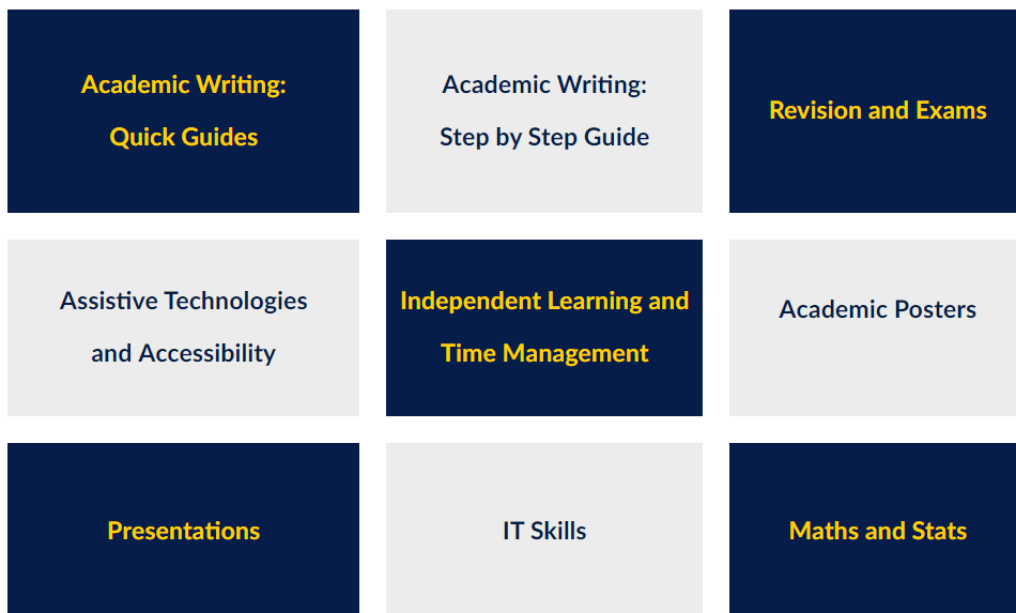 Academic Writing:
Quick Guides
Academic Writing:
Step by Step Guide
Revision and Exams
Assistive Technologies
and Accessibility
Independent Learning and
Time Management
Academic Posters
Presentations
IT Skills
Maths and Stats